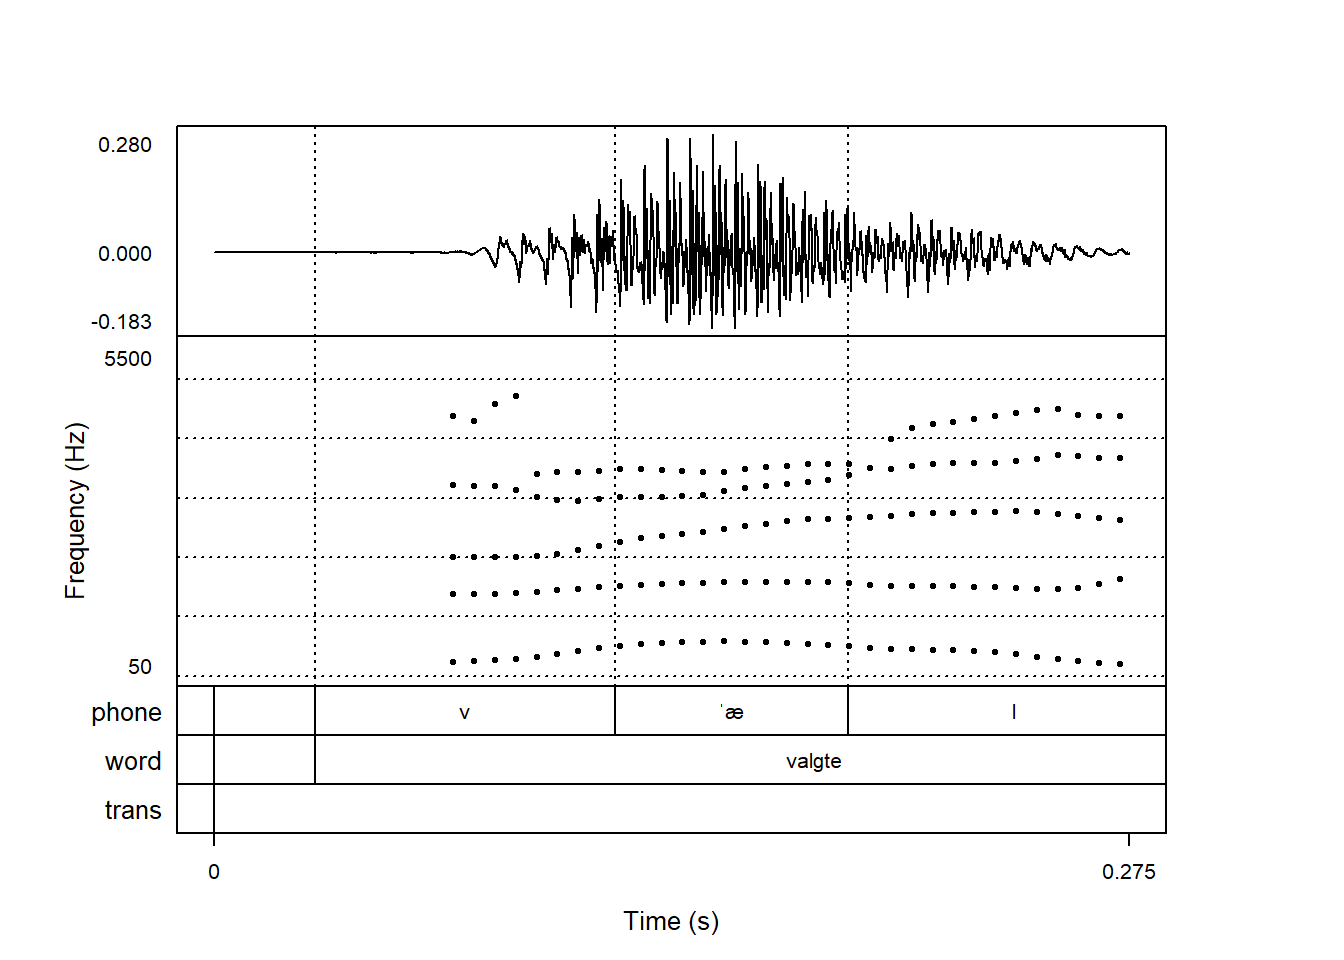 0.280
0.000
-0.183
5500
Frequency (Hz)
50
phone v ˈæ l
word valgte
trans
0 0.275
Time (s)